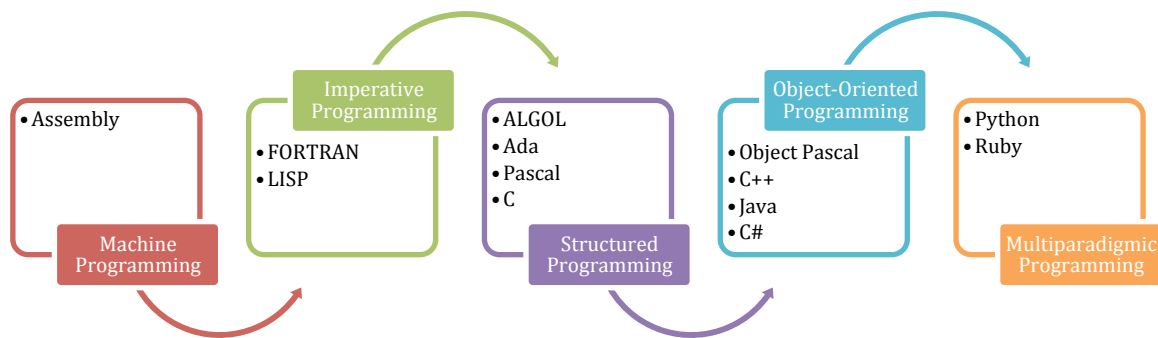 • Assembly
Machine
Programming
Imperative
Programming
• FORTRAN
• LISP
• ALGOL
• Ada
• Pascal
• C
Structured
Programming
Object-Oriented
Programming
• Object Pascal
• C++
• Java
• C#
• Python
• Ruby
Multiparadigmic
Programming